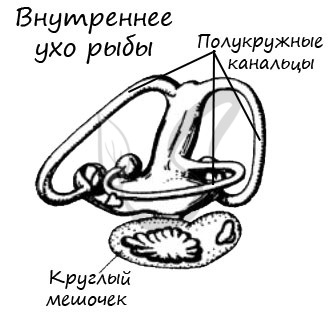 Внутреннее
ухо рыбы
Полукружные
канальцы
Круглый
мешочек